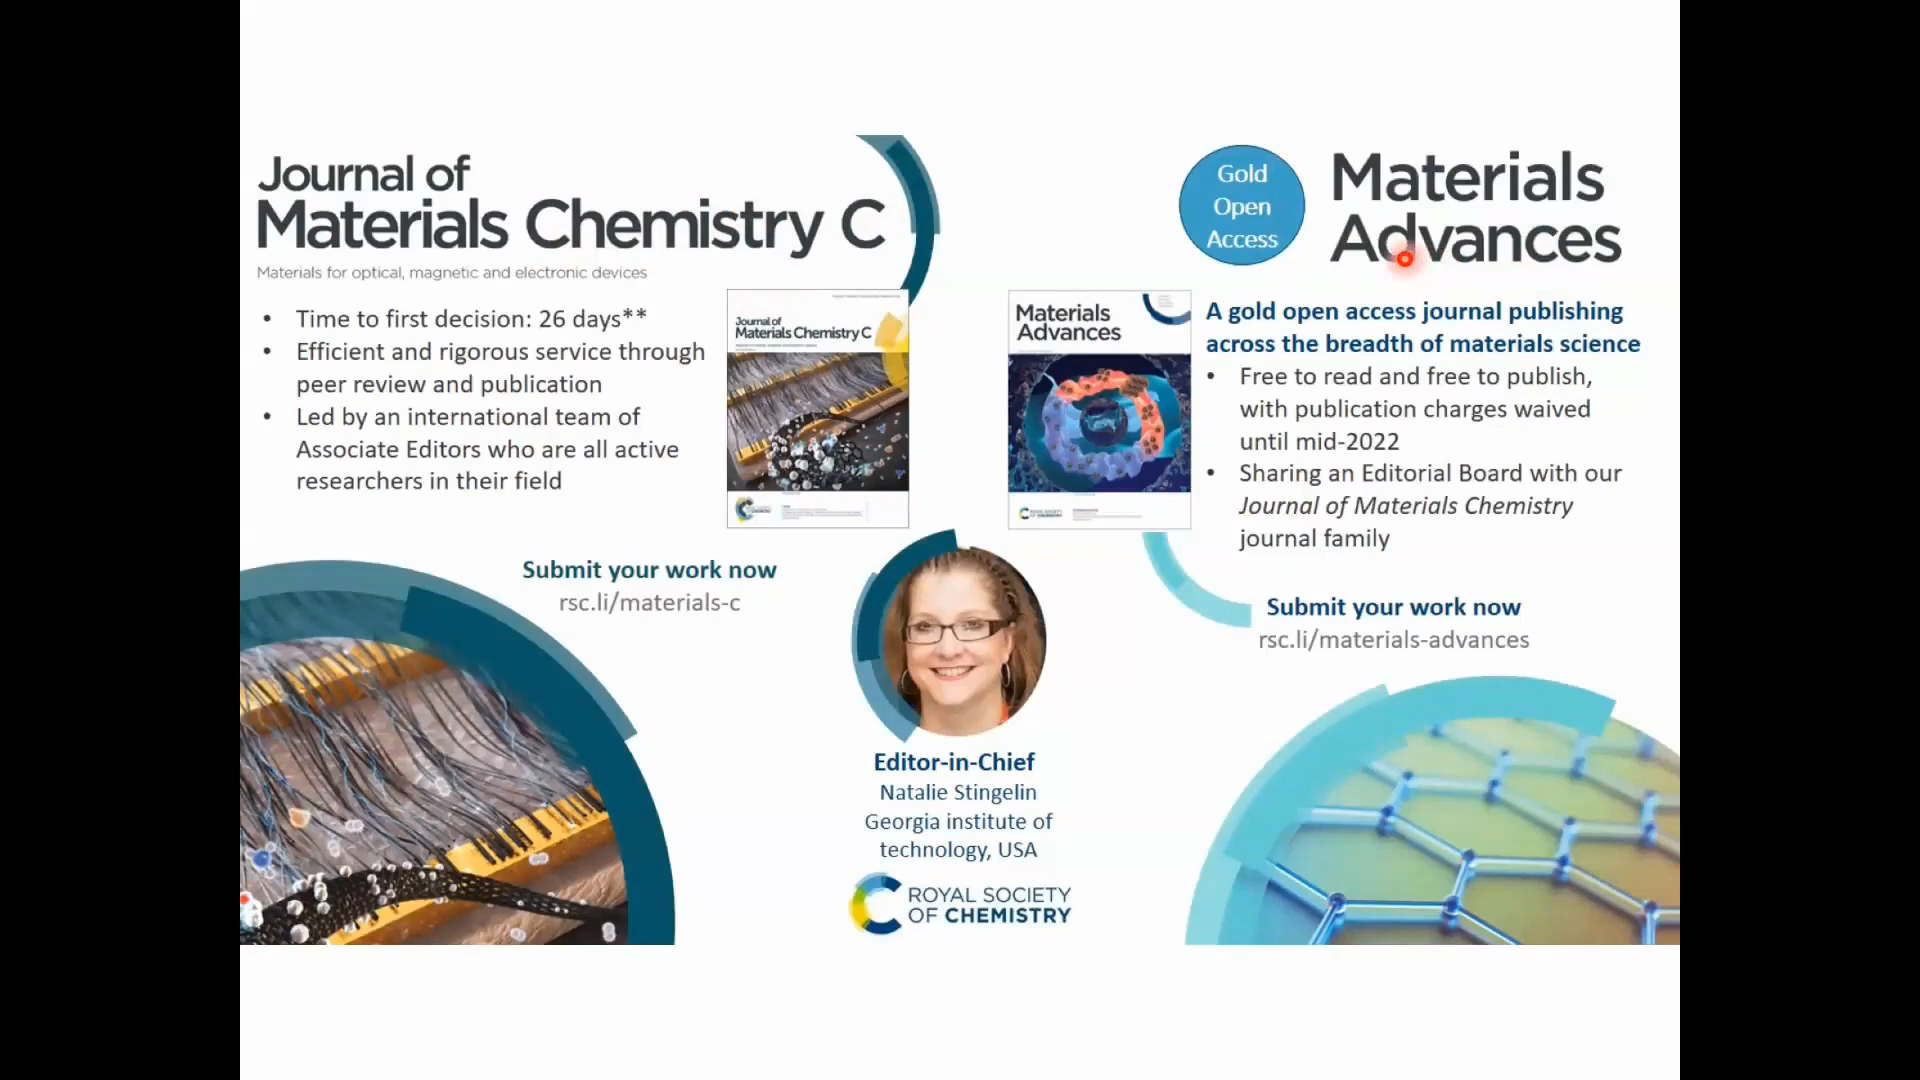 Journal of
Materials Chemistry C
Materials for optical, magnetic and electronic devices
• Time to first decision: 26 days**
• Efficient and rigorous service through
peer review and publication
• Led by an international team of
Associate Editors who are all active
researchers in their field
Submit your work now
rsc.li/materials-c
Journal of
Materials Chemistry C
Materials
Advances
ROYAL SOCIETY
OF CHEMISTRY
Editor-in-Chief
Natalie Stingelin
Georgia institute of
technology, USA
ROYAL SOCIETY
OF CHEMISTRY
Gold
Open
Access
Materials
Advances
A gold open access journal publishing
across the breadth of materials science
• Free to read and free to publish,
with publication charges waived
until mid-2022
• Sharing an Editorial Board with our
Journal of Materials Chemistry
journal family
Submit your work now
rsc.li/materials-advances